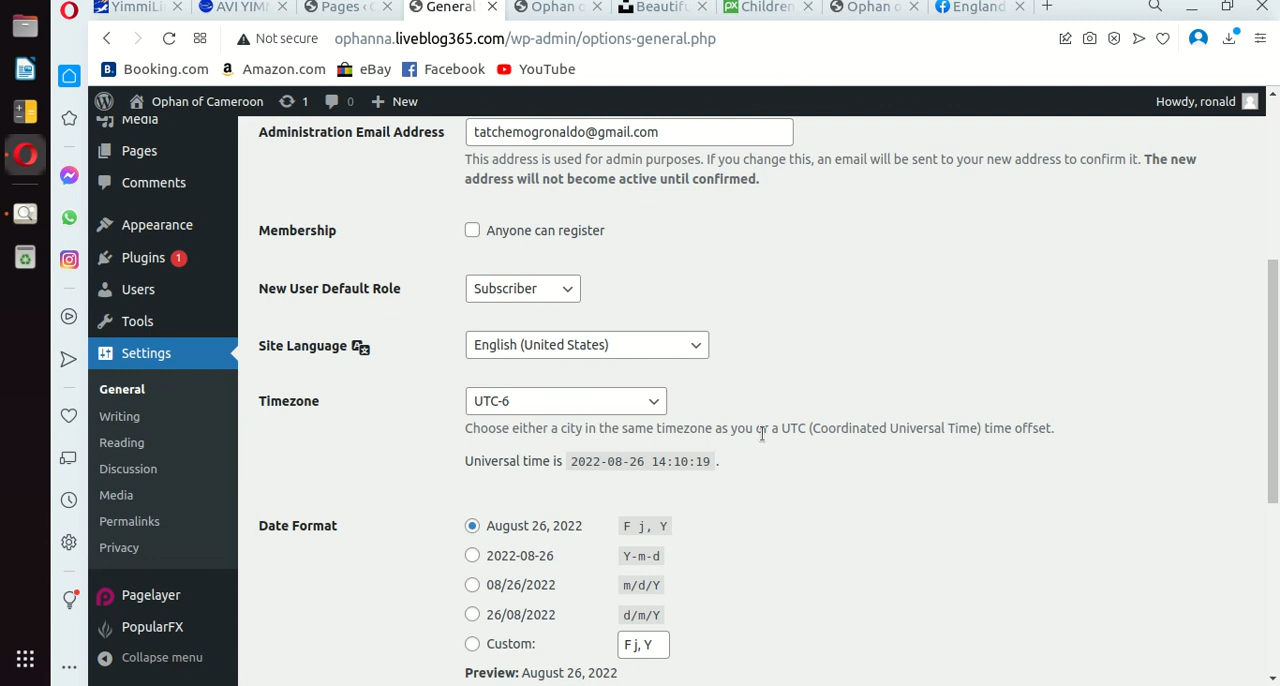 YimmiLi
AVI YIM
Pages ‹
General
Ophan o
Beautifu
Children
Ophan o
England
Not secure ophanna.liveblog365.com/wp-admin/options-general.php
Booking.com Amazon.com eBay Facebook YouTube
Ophan of Cameroon 1 0 New Howdy, ronald
Media
Pages
Comments
Appearance
Plugins 1
Users
Tools
Settings
General
Writing
Reading
Discussion
Media
Permalinks
Privacy
Pagelayer
PopularFX
Collapse menu
Administration Email Address tatchemogronaldo@gmail.com
This address is used for admin purposes. If you change this, an email will be sent to your new address to confirm it. The new
address will not become active until confirmed.
Membership Anyone can register
New User Default Role Subscriber
Site Language English (United States)
Timezone UTC-6
Choose either a city in the same timezone as you or a UTC (Coordinated Universal Time) time offset.
Universal time is 2022-08-26 14:10:19 .
Date Format August 26, 2022 F j, Y
2022-08-26 Y-m-d
08/26/2022 m/d/Y
26/08/2022 d/m/Y
Custom: F j, Y
Preview: August 26, 2022